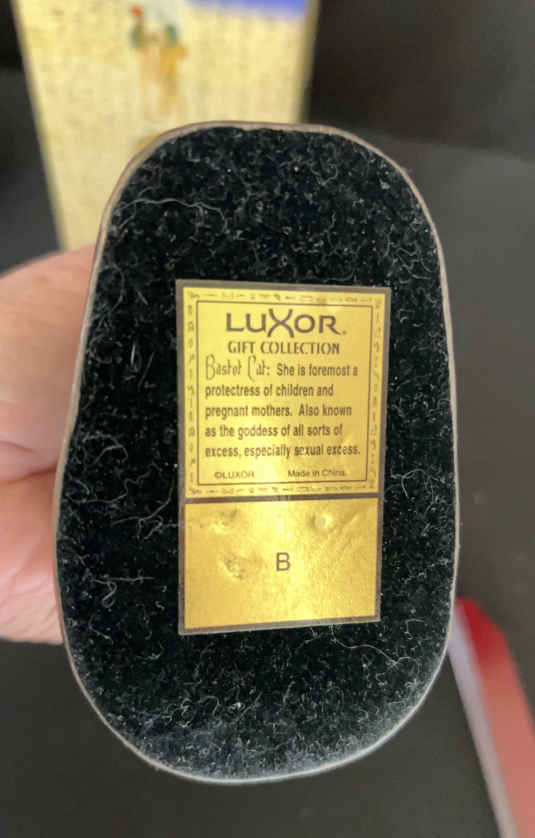 LUXOR®
GIFT COLLECTION
Bastet Cat: She is foremost a
protectress of children and
pregnant mothers. Also known
as the goddess of all sorts of
excess, especially sexual excess.
©LUXOR Made in China.
B